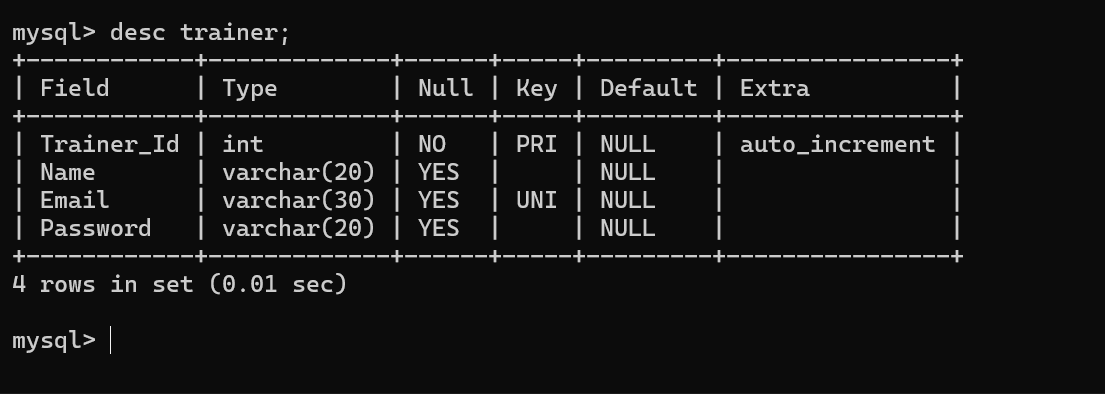 mysql> desc trainer;
+------------+-------------+------+-----+---------+----------------+
| Field      | Type        | Null | Key | Default | Extra          |
+------------+-------------+------+-----+---------+----------------+
| Trainer_Id | int         | NO   | PRI | NULL    | auto_increment |
| Name       | varchar(20) | YES  |     | NULL    |                |
| Email      | varchar(30) | YES  | UNI | NULL    |                |
| Password   | varchar(20) | YES  |     | NULL    |                |
+------------+-------------+------+-----+---------+----------------+
4 rows in set (0.01 sec)
mysql>